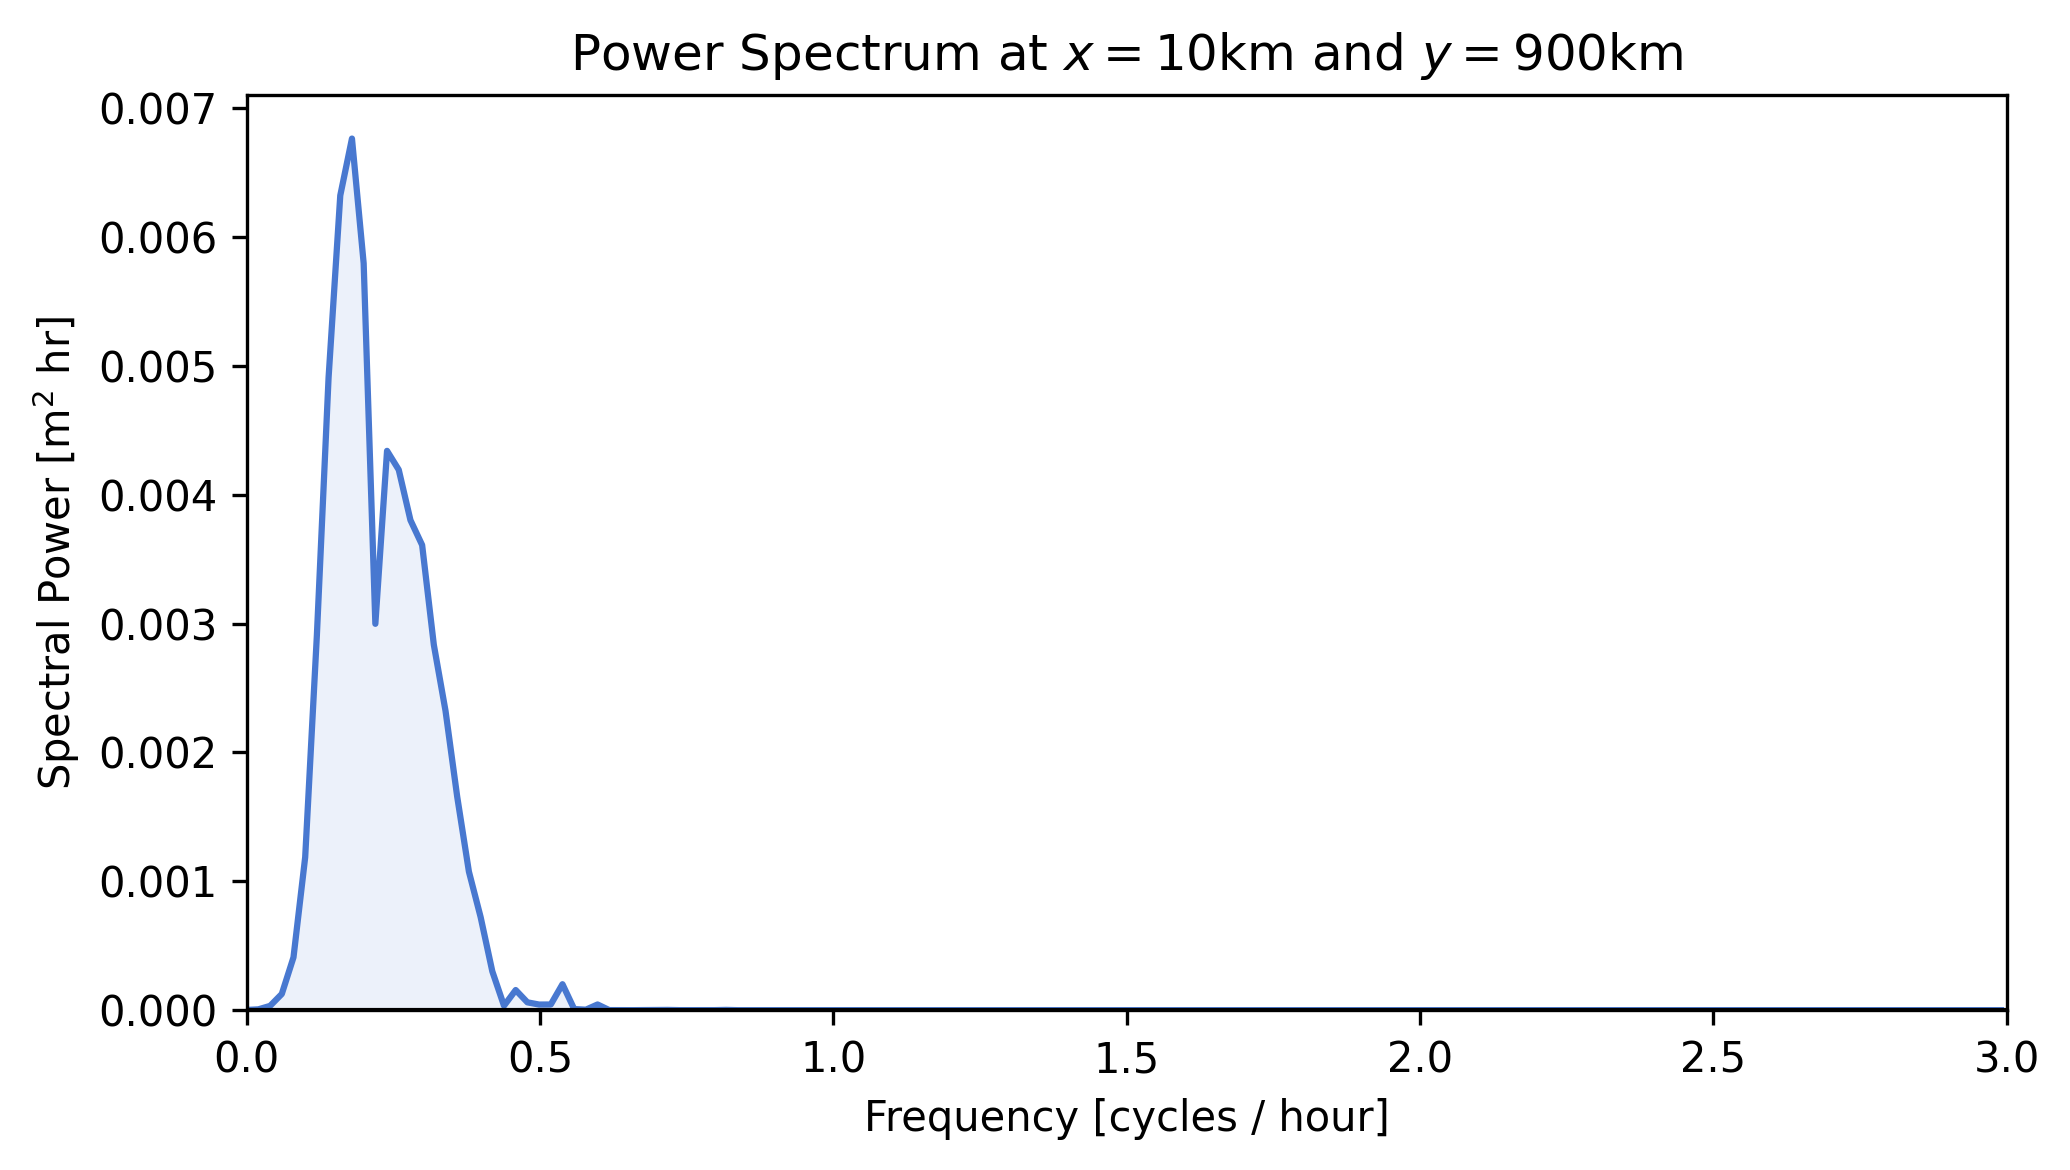 Power Spectrum at x = 10km and y = 900km
0.007
0.006
0.005
0.004
0.003
0.002
0.001
0.000
Spectral Power [m² hr]
0.0 0.5 1.0 1.5 2.0 2.5 3.0
Frequency [cycles / hour]